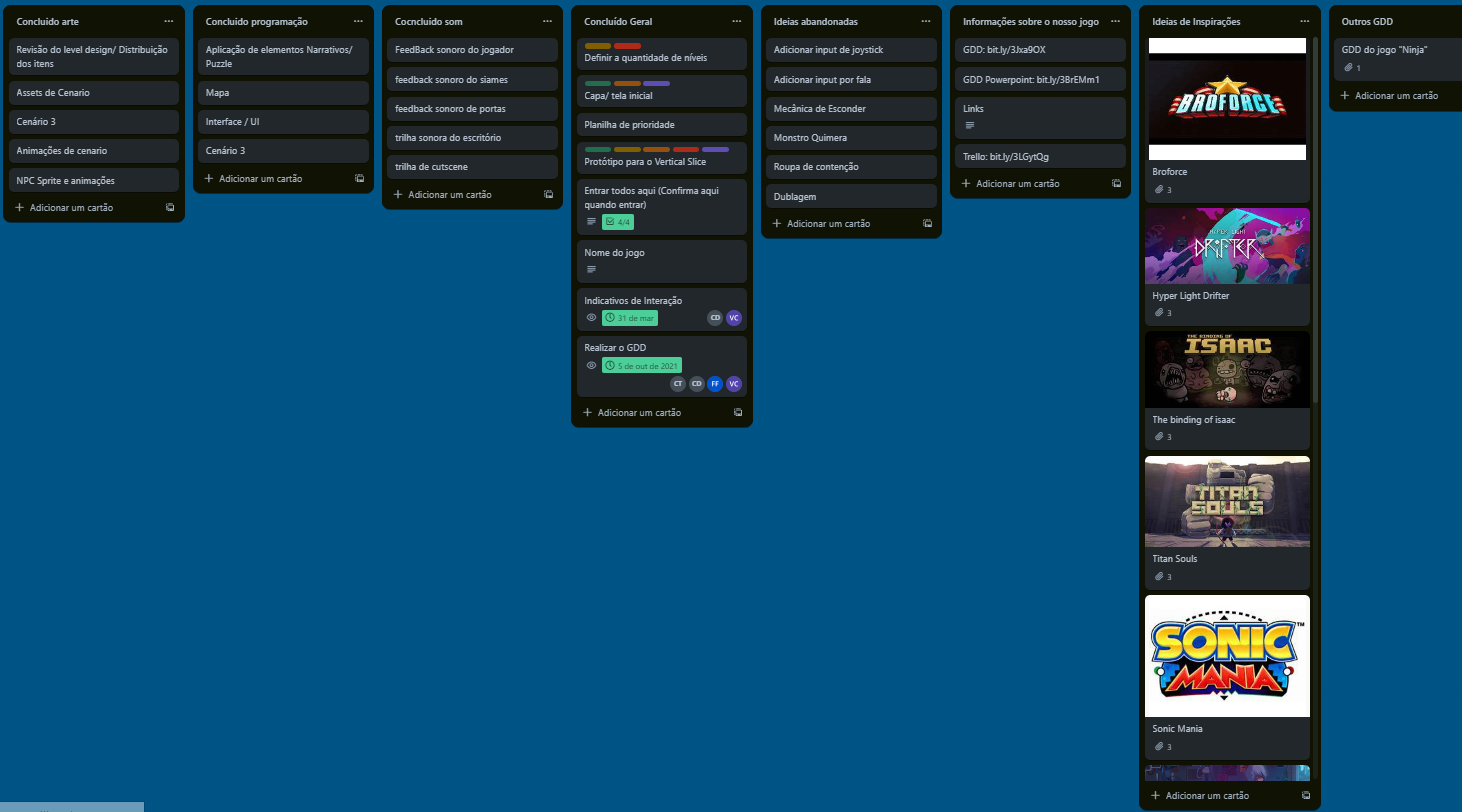 Concluido arte
Revisão do level design/ Distribuição
dos itens
Assets de Cenario
Cenário 3
Animações de cenario
NPC Sprite e animações
Adicionar um cartão
Concluido programação
Aplicação de elementos Narrativos/
Puzzle
Mapa
Interface / UI
Cenário 3
Adicionar um cartão
Cocncluido som
FeedBack sonoro do jogador
feedback sonoro do siames
feedback sonoro de portas
trilha sonora do escritório
trilha de cutscene
Adicionar um cartão
Concluído Geral
Definir a quantidade de níveis
Capa/ tela inicial
Planilha de prioridade
Protótipo para o Vertical Slice
Entrar todos aqui (Confirma aqui
quando entrar)
4/4
Nome do jogo
Indicativos de Interação
31 de mar
CD VC
Realizar o GDD
5 de out de 2021
CT CD FF VC
Adicionar um cartão
Ideias abandonadas
Adicionar input de joystick
Adicionar input por fala
Mecânica de Esconder
Monstro Quimera
Roupa de contenção
Dublagem
Adicionar um cartão
Informações sobre o nosso jogo
GDD: bit.ly/3Jxa9OX
GDD Powerpoint: bit.ly/3BrEMm1
Links
Trello: bit.ly/3LGytQg
Adicionar um cartão
Ideias de Inspirações
BROFORCE
Broforce
3
HYPER LIGHT
DRIFTER
Hyper Light Drifter
3
THE BINDING OF
ISAAC
The binding of isaac
3
TITAN
SOULS
Titan Souls
3
SONIC
MANIA
TM
Sonic Mania
3
Adicionar um cartão
Outros GDD
GDD do jogo "Ninja"
1
Adicionar um cartão